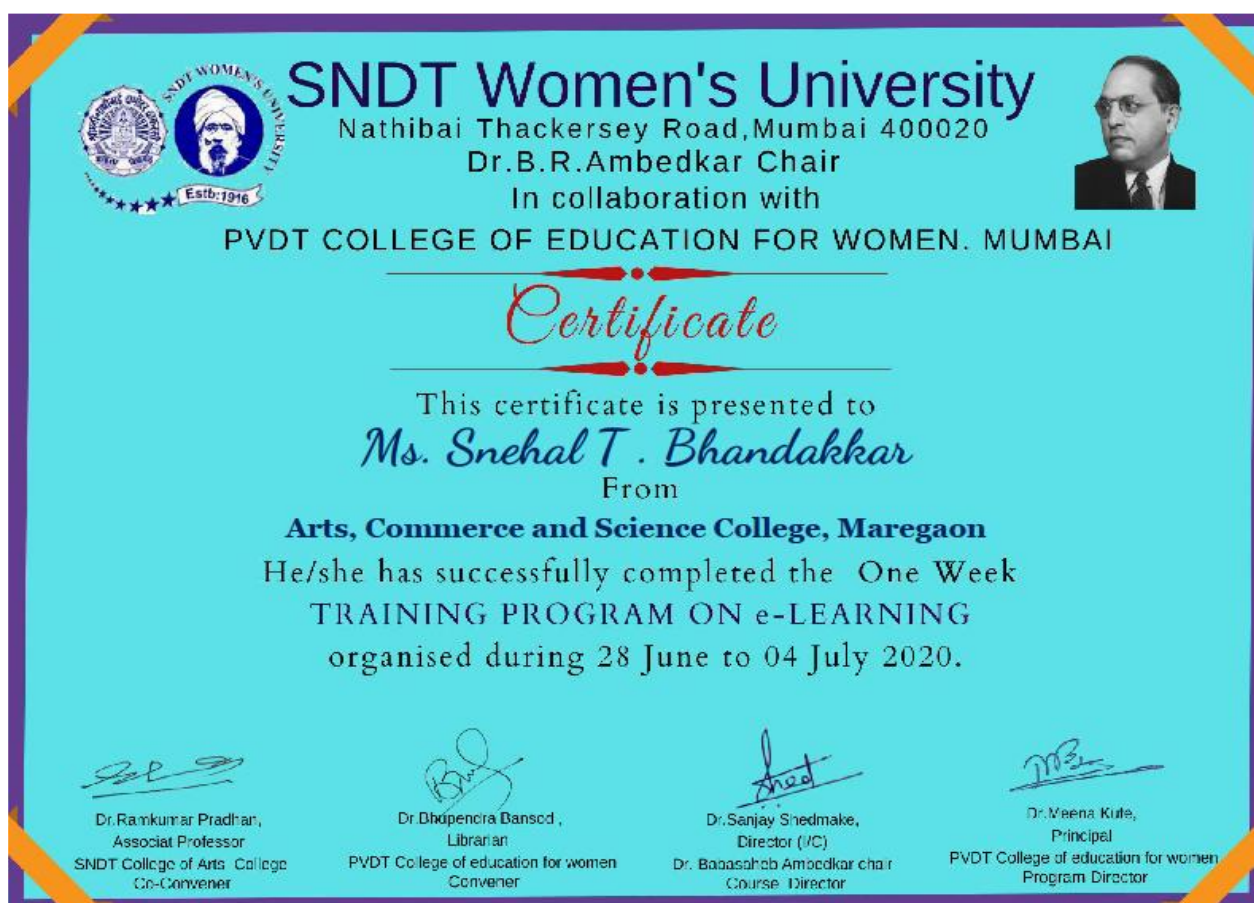 SNDT WOMEN'S UNIVERSITY
Estb:1916
SNDT Women's University
Nathibai Thackersey Road,Mumbai 400020
Dr.B.R.Ambedkar Chair
In collaboration with
PVDT COLLEGE OF EDUCATION FOR WOMEN. MUMBAI
Certificate
This certificate is presented to
Ms. Snehal T . Bhandakkar
From
Arts, Commerce and Science College, Maregaon
He/she has successfully completed the One Week
TRAINING PROGRAM ON e-LEARNING
organised during 28 June to 04 July 2020.
Dr.Ramkumar Pradhan,
Associat Professor
SNDT College of Arts College
Co-Convener
Dr.Bhupendra Bansod ,
Librarian
PVDT College of education for women
Convener
Shed
Dr.Sanjay Shedmake,
Director (I/C)
Dr. Babasaheb Ambedkar chair
Course Director
Dr.Meena Kute,
Principal
PVDT College of education for women
Program Director